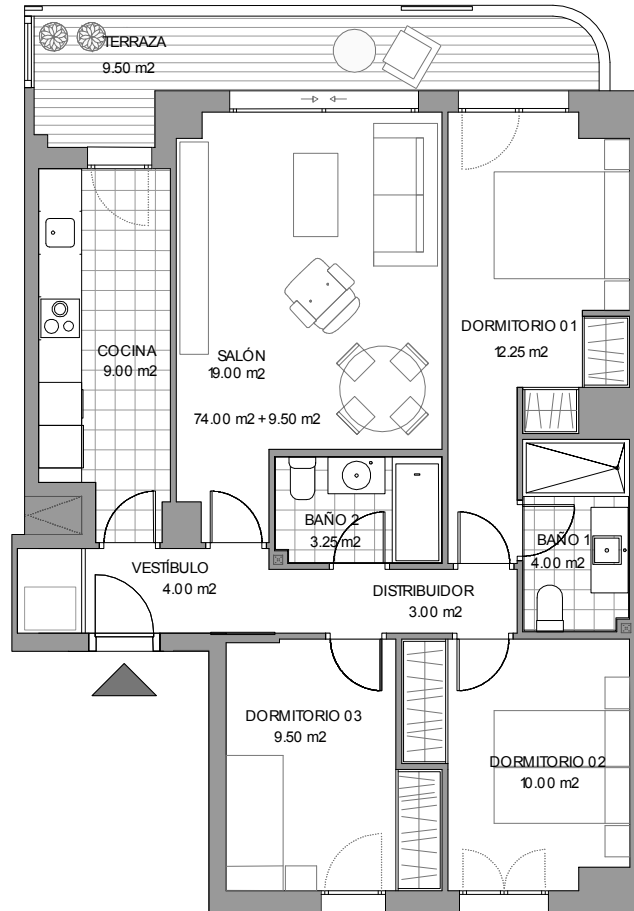 TERRAZA
9.50 m2
COCINA
9.00 m2
SALÓN
19.00 m2
74.00 m2 + 9.50 m2
DORMITORIO 01
12.25 m2
BAÑO 2
3.25 m2
BAÑO 1
4.00 m2
VESTÍBULO
4.00 m2
DISTRIBUIDOR
3.00 m2
DORMITORIO 03
9.50 m2
DORMITORIO 02
10.00 m2